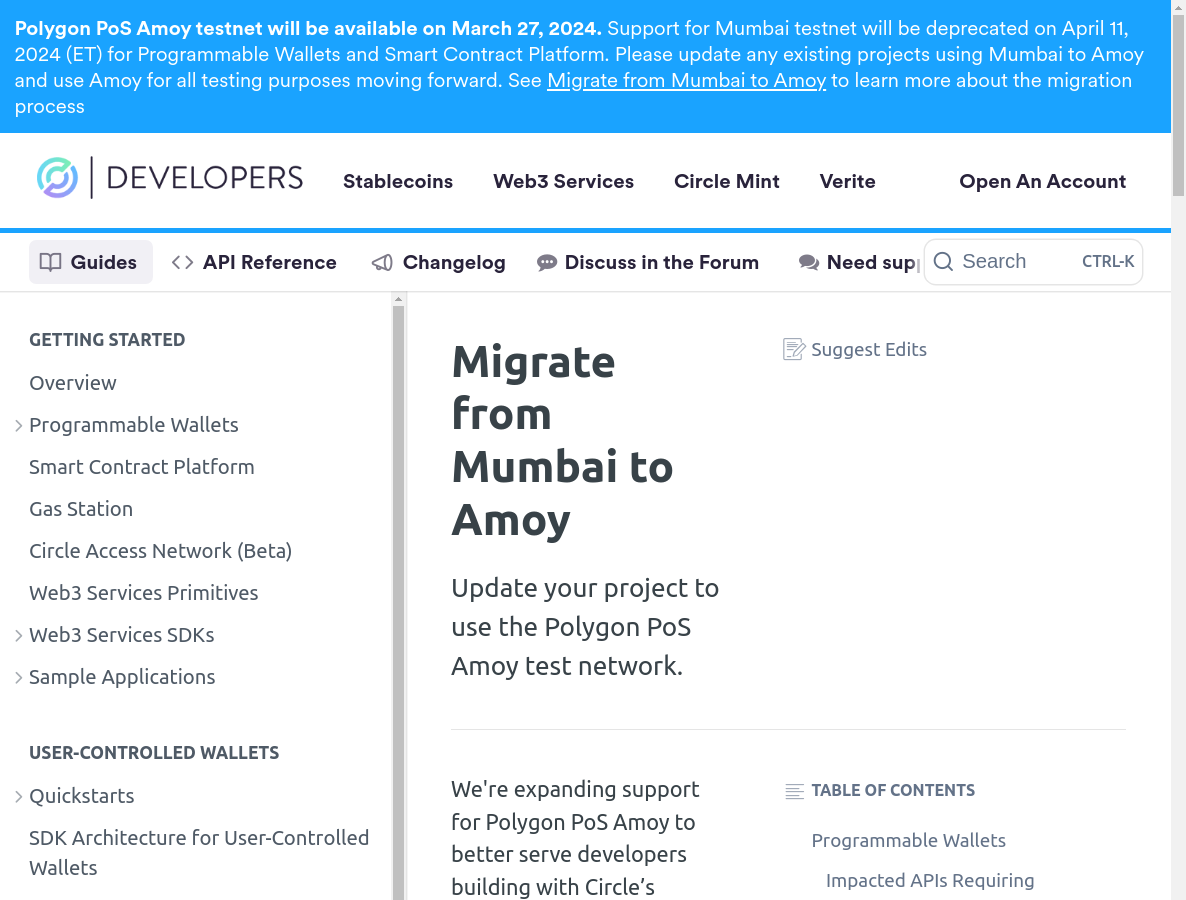 Polygon PoS Amoy testnet will be available on March 27, 2024. Support for Mumbai testnet will be deprecated on April 11,
2024 (ET) for Programmable Wallets and Smart Contract Platform. Please update any existing projects using Mumbai to Amoy
and use Amoy for all testing purposes moving forward. See Migrate from Mumbai to Amoy to learn more about the migration
process
DEVELOPERS
Stablecoins
Web3 Services
Circle Mint
Verite
Open An Account
Guides
API Reference
Changelog
Discuss in the Forum
Need sup
Search
CTRL-K
GETTING STARTED
Overview
Programmable Wallets
Smart Contract Platform
Gas Station
Circle Access Network (Beta)
Web3 Services Primitives
Web3 Services SDKs
Sample Applications
USER-CONTROLLED WALLETS
Quickstarts
SDK Architecture for User-Controlled
Wallets
Migrate
from
Mumbai to
Amoy
Suggest Edits
Update your project to
use the Polygon PoS
Amoy test network.
We're expanding support
for Polygon PoS Amoy to
better serve developers
building with Circle’s
TABLE OF CONTENTS
Programmable Wallets
Impacted APIs Requiring